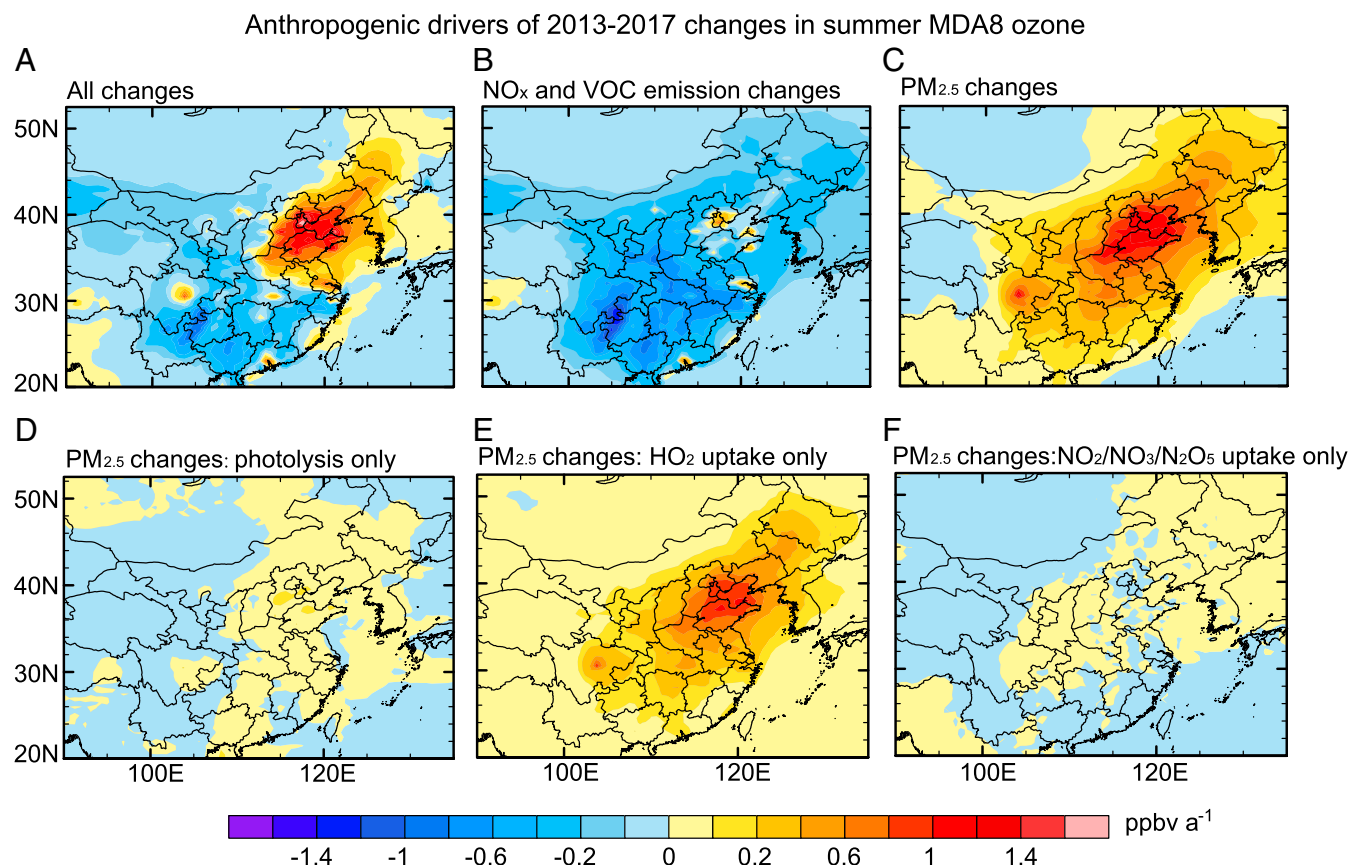 Anthropogenic drivers of 2013-2017 changes in summer MDA8 ozone
A
B
C
All changes
NOx and VOC emission changes
PM2.5 changes
50N
40N
30N
20N
D
E
F
PM2.5 changes: photolysis only
PM2.5 changes: HO2 uptake only
PM2.5 changes:NO2/NO3/N2O5 uptake only
50N
40N
30N
20N
100E 120E
100E 120E
100E 120E
ppbv a-1
-1.4 -1 -0.6 -0.2 0 0.2 0.6 1 1.4